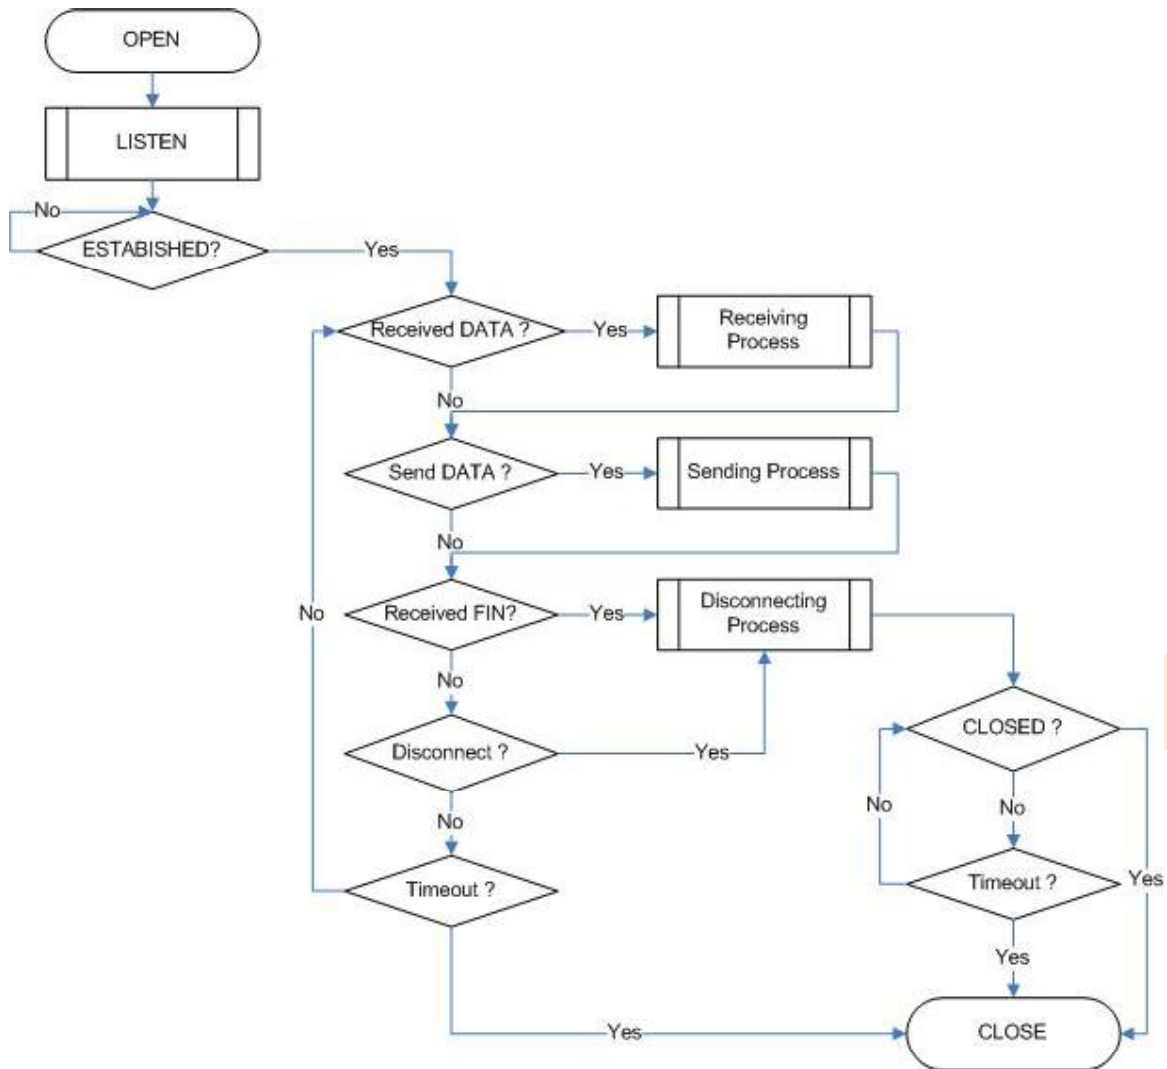 OPEN
LISTEN
No
ESTABISHED?
Yes
Received DATA ?
Yes
Receiving
Process
No
Send DATA ?
Yes
Sending Process
No
Received FIN?
Yes
Disconnecting
Process
No
No
Disconnect ?
Yes
CLOSED ?
No
No
No
Timeout ?
Timeout ?
Yes
Yes
Yes
CLOSE